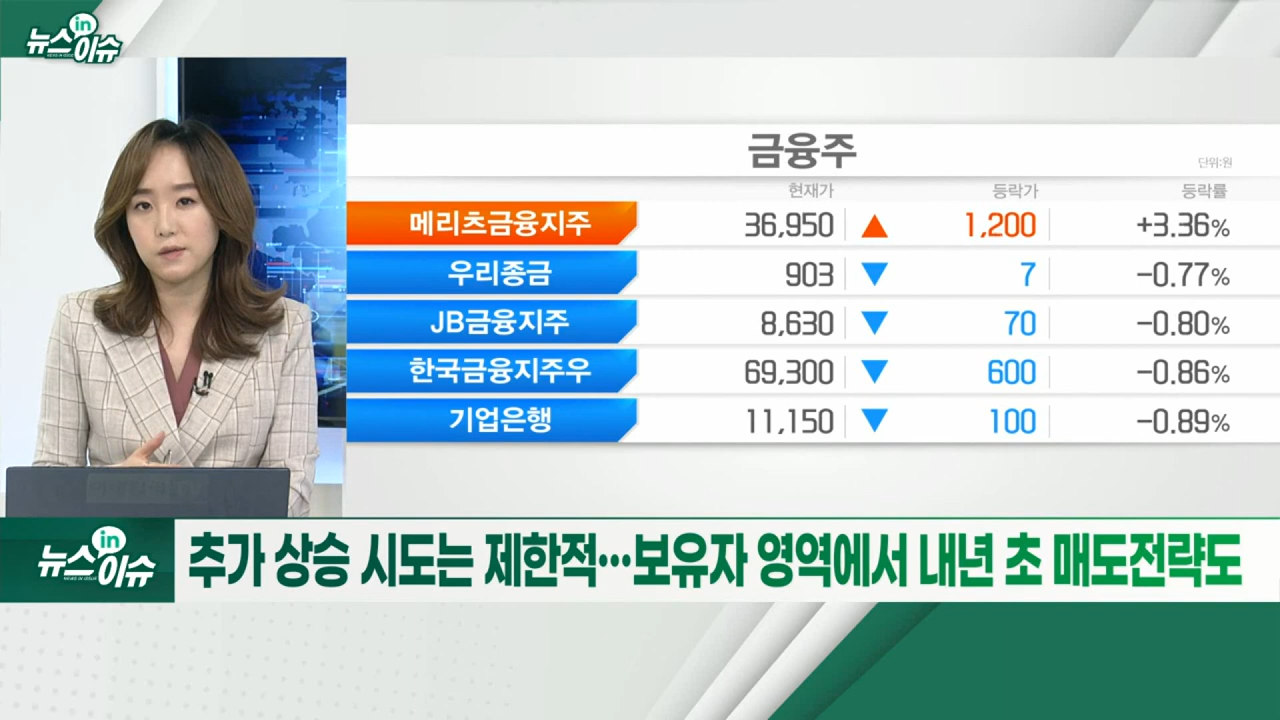 뉴스in이슈
금융주
단위:원
현재가 등락가 등락률
메리츠금융지주 36,950 ▲ 1,200 +3.36%
우리종금 903 ▼ 7 -0.77%
JB금융지주 8,630 ▼ 70 -0.80%
한국금융지주우 69,300 ▼ 600 -0.86%
기업은행 11,150 ▼ 100 -0.89%
뉴스in이슈
NEWS IN ISSUE
추가 상승 시도는 제한적…보유자 영역에서 내년 초 매도전략도